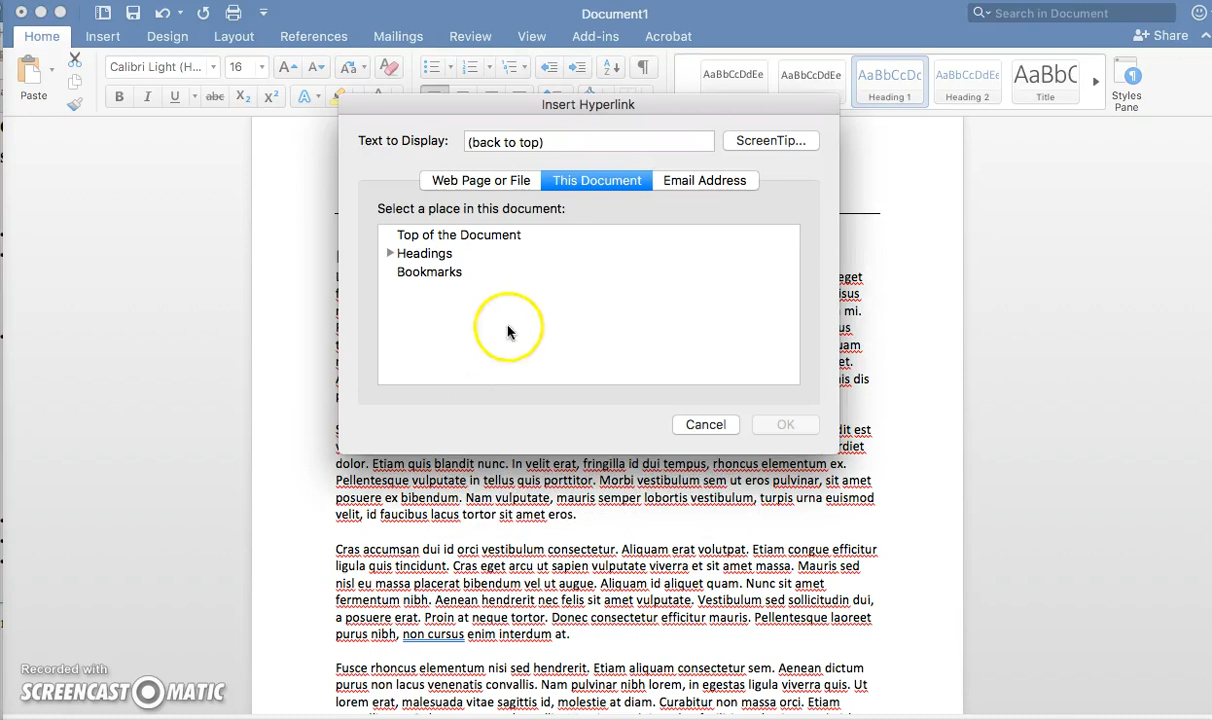 Document1
Search in Document
Home Insert Design Layout References Mailings Review View Add-ins Acrobat
Share
Paste
Calibri Light (H... 16
B I U abc X₂ X²
AaBbCcDdEe
AaBbCcDdEe
AaBbCcDc
Heading 1
AaBbCcDdEe
Heading 2
AaBbC
Title
Styles
Pane
Insert Hyperlink
Text to Display: (back to top) ScreenTip...
Web Page or File This Document Email Address
Select a place in this document:
Top of the Document
Headings
Bookmarks
Cancel OK
eget
isus
mi.
quam
met.
uis dis
dit est
dolor. Etiam quis blandit nunc. In velit erat, fringilla id dui tempus, rhoncus elementum ex.
Pellentesque vulputate in tellus quis porttitor. Morbi vestibulum sem ut eros pulvinar, sit amet
posuere ex bibendum. Nam vulputate, mauris semper lobortis vestibulum, turpis urna euismod
velit, id faucibus lacus tortor sit amet eros.
Cras accumsan dui id orci vestibulum consectetur. Aliquam erat volutpat. Etiam congue efficitur
ligula quis tincidunt. Cras eget arcu ut sapien vulputate viverra et sit amet massa. Mauris sed
nisl eu massa placerat bibendum vel ut augue. Aliquam id aliquet quam. Nunc sit amet
fermentum nibh. Aenean hendrerit nec felis sit amet vulputate. Vestibulum sed sollicitudin dui,
a posuere erat. Proin at neque tortor. Donec consectetur efficitur mauris. Pellentesque laoreet
purus nibh, non cursus enim interdum at.
Fusce rhoncus elementum nisi sed hendrerit. Etiam aliquam consectetur sem. Aenean dictum
purus non lacus venenatis convallis. Nam pulvinar nibh lorem, in egestas ligula viverra quis. Ut
lorem erat, malesuada vitae sagittis id, molestie at diam. Curabitur non massa orci. Etiam
Recorded with
SCREENCAST-O-MATIC